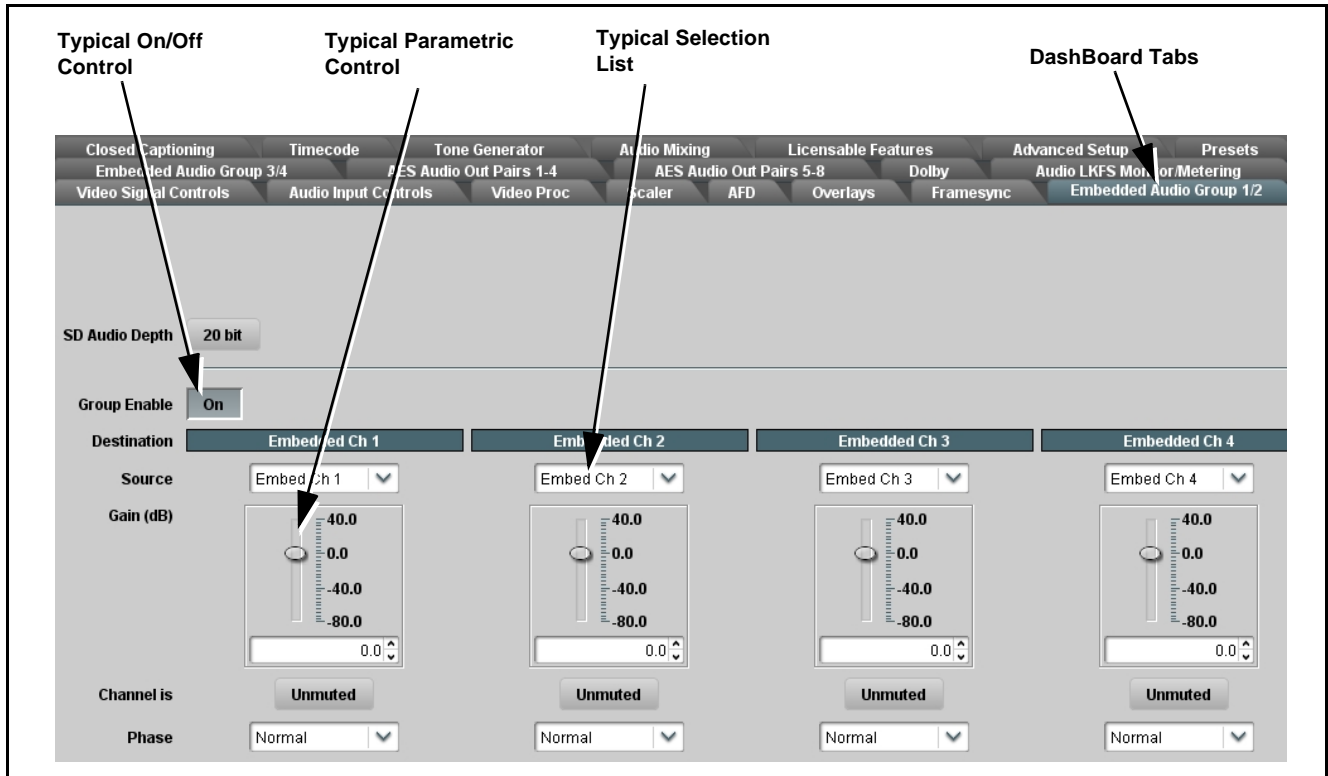 Typical On/Off
Control
Typical Parametric
Control
Typical Selection
List
DashBoard Tabs
Closed Captioning Timecode Tone Generator Audio Mixing Licensable Features Advanced Setup Presets
Embedded Audio Group 3/4 AES Audio Out Pairs 1-4 AES Audio Out Pairs 5-8 Dolby Audio LKFS Monitor/Metering
Video Signal Controls Audio Input Controls Video Proc Scaler AFD Overlays Framesync Embedded Audio Group 1/2
SD Audio Depth 20 bit
Group Enable On
Destination Embedded Ch 1 Embedded Ch 2 Embedded Ch 3 Embedded Ch 4
Source Embed Ch 1 Embed Ch 2 Embed Ch 3 Embed Ch 4
Gain (dB) 40.0 40.0 40.0 40.0
0.0 0.0 0.0 0.0
-40.0 -40.0 -40.0 -40.0
-80.0 -80.0 -80.0 -80.0
0.0 0.0 0.0 0.0
Channel is Unmuted Unmuted Unmuted Unmuted
Phase Normal Normal Normal Normal